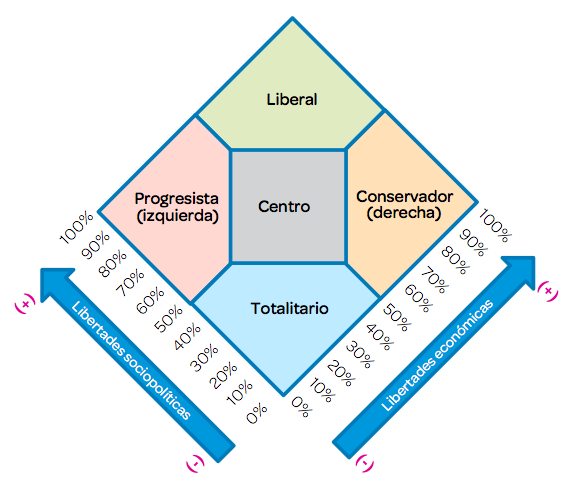 Liberal
Progresista
(izquierda)
Centro
Conservador
(derecha)
Totalitario
100%
90%
80%
70%
60%
50%
40%
30%
20%
10%
0%
100%
90%
80%
70%
60%
50%
40%
30%
20%
10%
0%
(+)
Libertades sociopolíticas
(-)
(+)
Libertades económicas
(-)